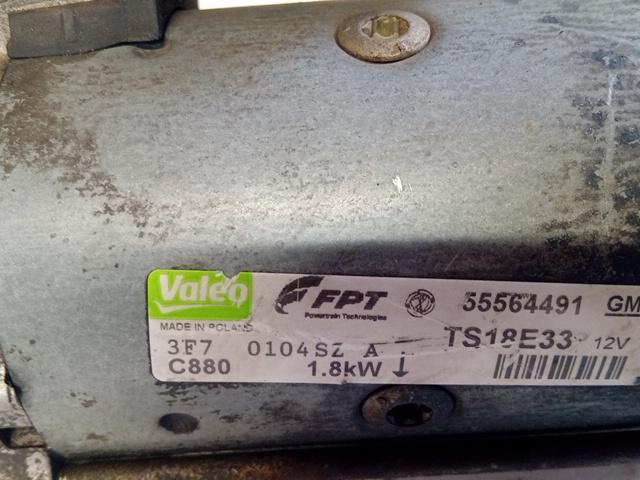 Valeo FPT 55564491 GM
Powertrain Technologies
MADE IN POLAND TS18E33 12V
3F7 0104SZ A
C880 1.8kW ↓